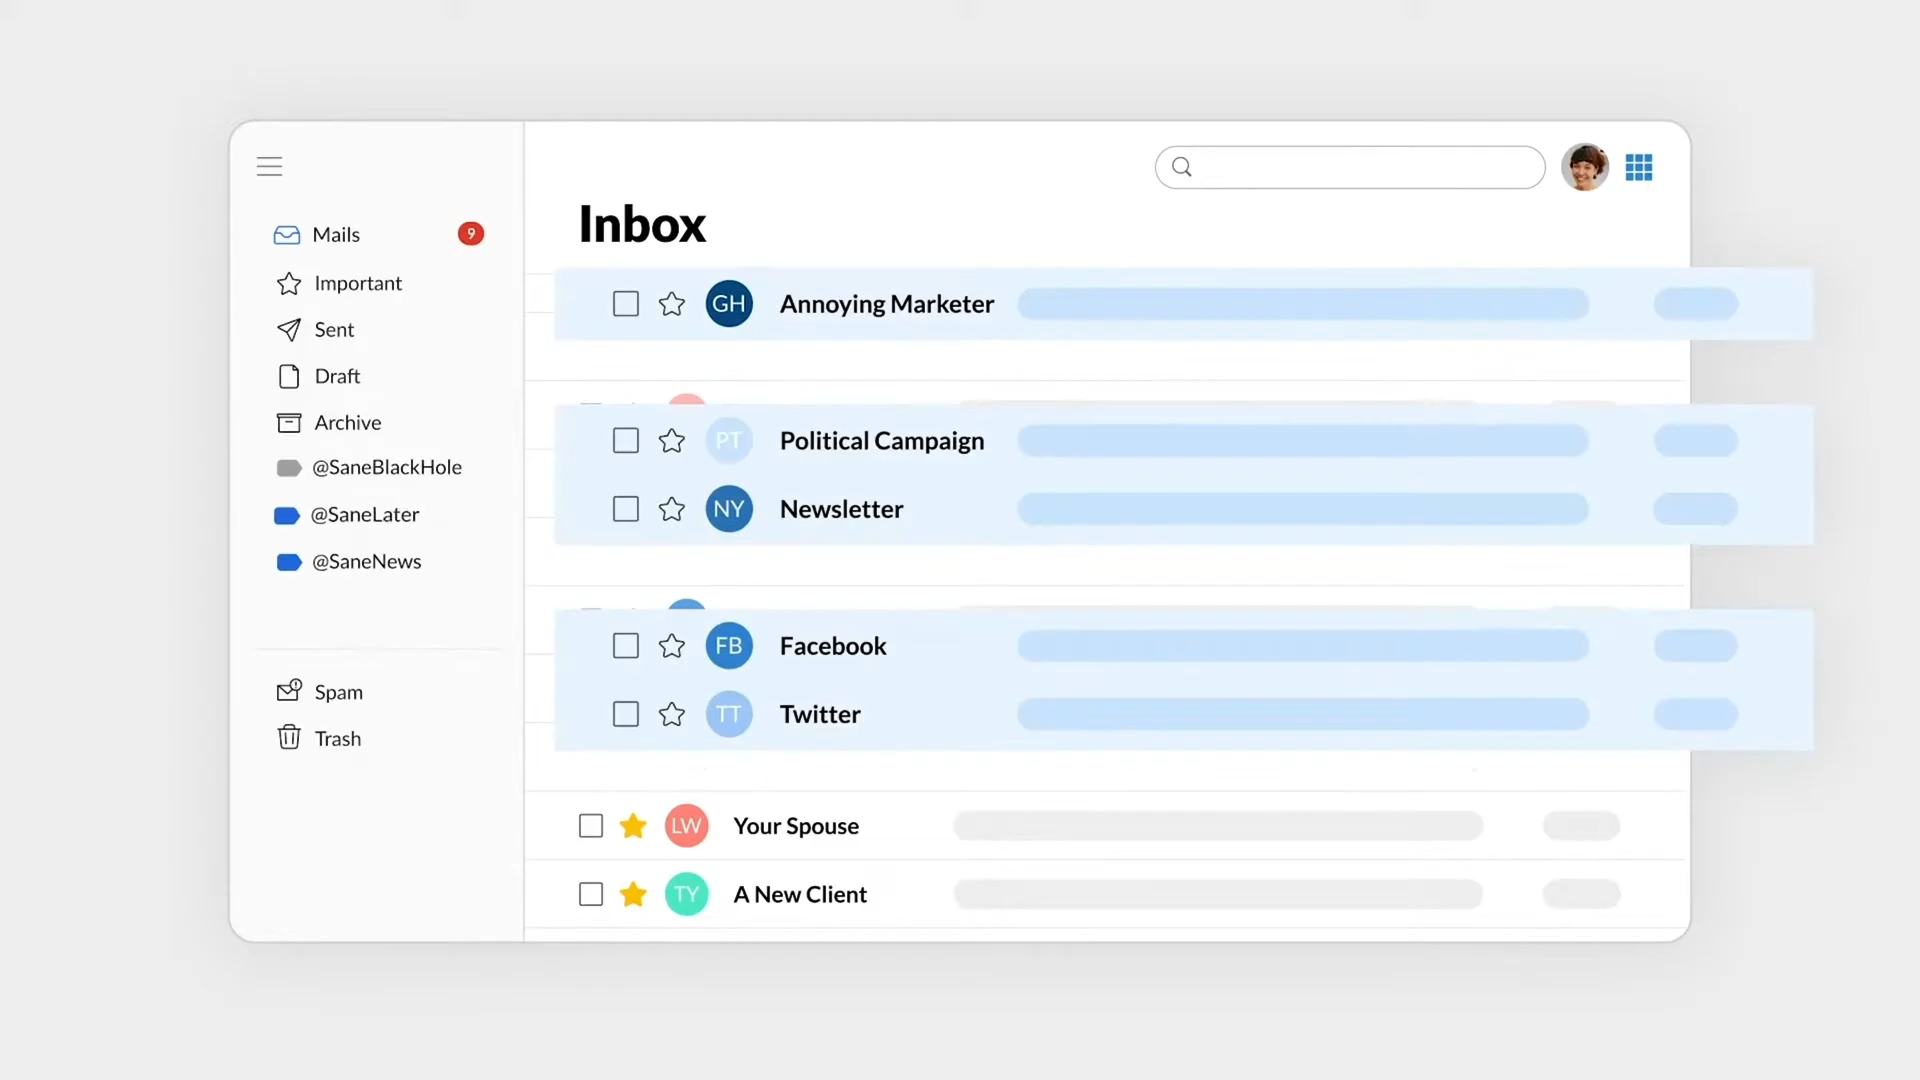 Mails 9
Important
Sent
Draft
Archive
@SaneBlackHole
@SaneLater
@SaneNews
Spam
Trash
Inbox
GH Annoying Marketer
PT Political Campaign
NY Newsletter
FB Facebook
TT Twitter
LW Your Spouse
TY A New Client